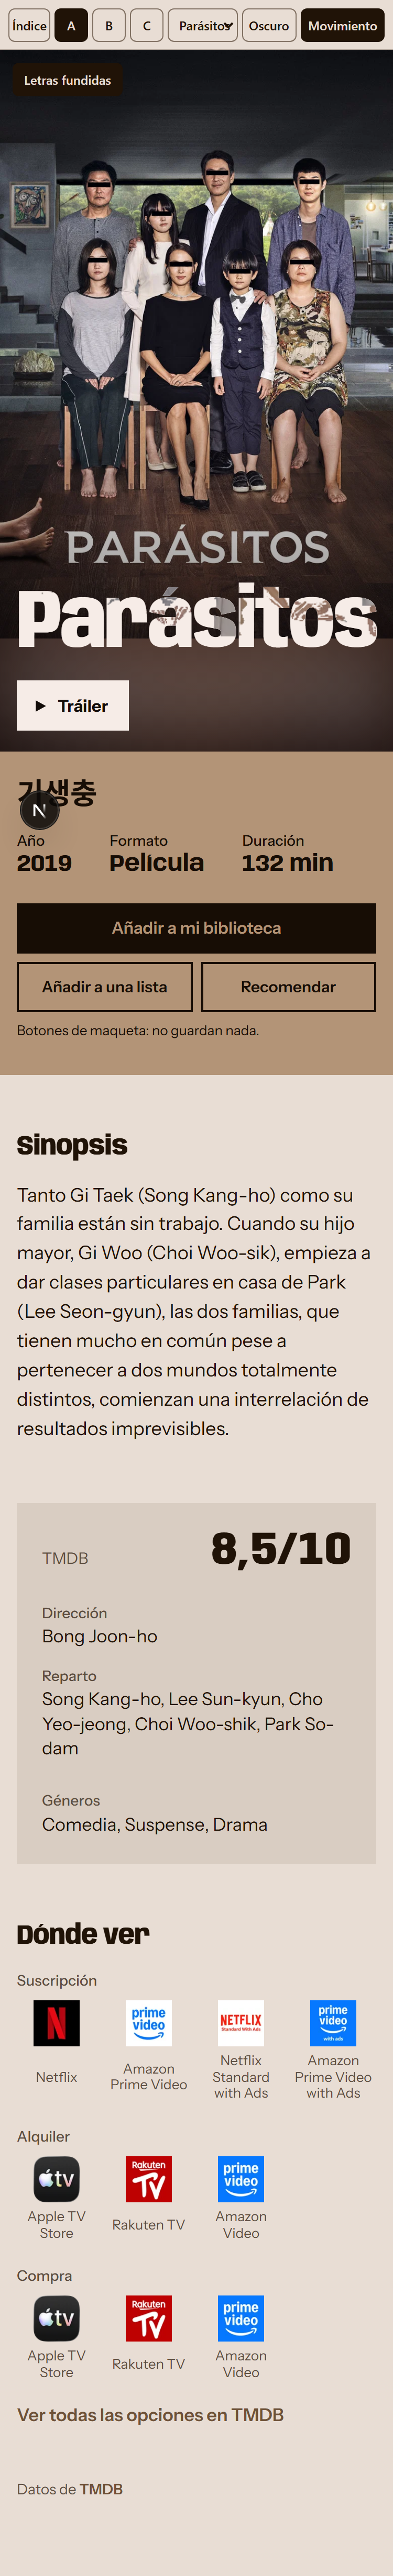 Índice
A
B
C
Parásitos
Oscuro
Movimiento
Letras fundidas
PARÁSITOS
Parásitos
Tráiler
기생충
N
Año
Formato
Duración
2019
Película
132 min
Añadir a mi biblioteca
Añadir a una lista
Recomendar
Botones de maqueta: no guardan nada.
Sinopsis
Tanto Gi Taek (Song Kang-ho) como su
familia están sin trabajo. Cuando su hijo
mayor, Gi Woo (Choi Woo-sik), empieza a
dar clases particulares en casa de Park
(Lee Seon-gyun), las dos familias, que
tienen mucho en común pese a
pertenecer a dos mundos totalmente
distintos, comienzan una interrelación de
resultados imprevisibles.
TMDB
8,5/10
Dirección
Bong Joon-ho
Reparto
Song Kang-ho, Lee Sun-kyun, Cho
Yeo-jeong, Choi Woo-shik, Park So-
dam
Géneros
Comedia, Suspense, Drama
Dónde ver
Suscripción
N
prime
video
NETFLIX
Standard With Ads
prime
video
with ads
Netflix
Amazon
Prime Video
Netflix
Standard
with Ads
Amazon
Prime Video
with Ads
Alquiler
tv
Rakuten
TV
prime
video
Apple TV
Store
Rakuten TV
Amazon
Video
Compra
tv
Rakuten
TV
prime
video
Apple TV
Store
Rakuten TV
Amazon
Video
Ver todas las opciones en TMDB
Datos de TMDB